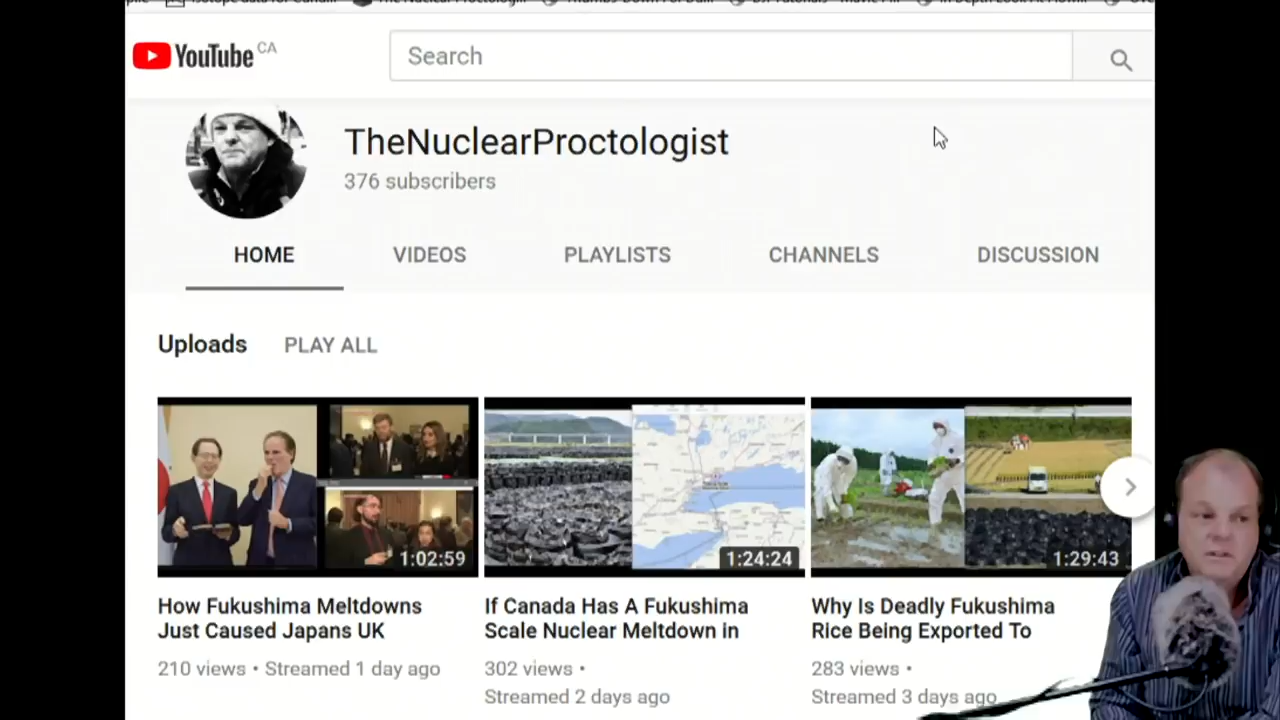 YouTube CA
Search
TheNuclearProctologist
376 subscribers
HOME VIDEOS PLAYLISTS CHANNELS DISCUSSION
Uploads PLAY ALL
1:02:59 1:24:24 1:29:43
How Fukushima Meltdowns
Just Caused Japans UK
210 views • Streamed 1 day ago
If Canada Has A Fukushima
Scale Nuclear Meltdown in
302 views •
Streamed 2 days ago
Why Is Deadly Fukushima
Rice Being Exported To
283 views •
Streamed 3 days ago